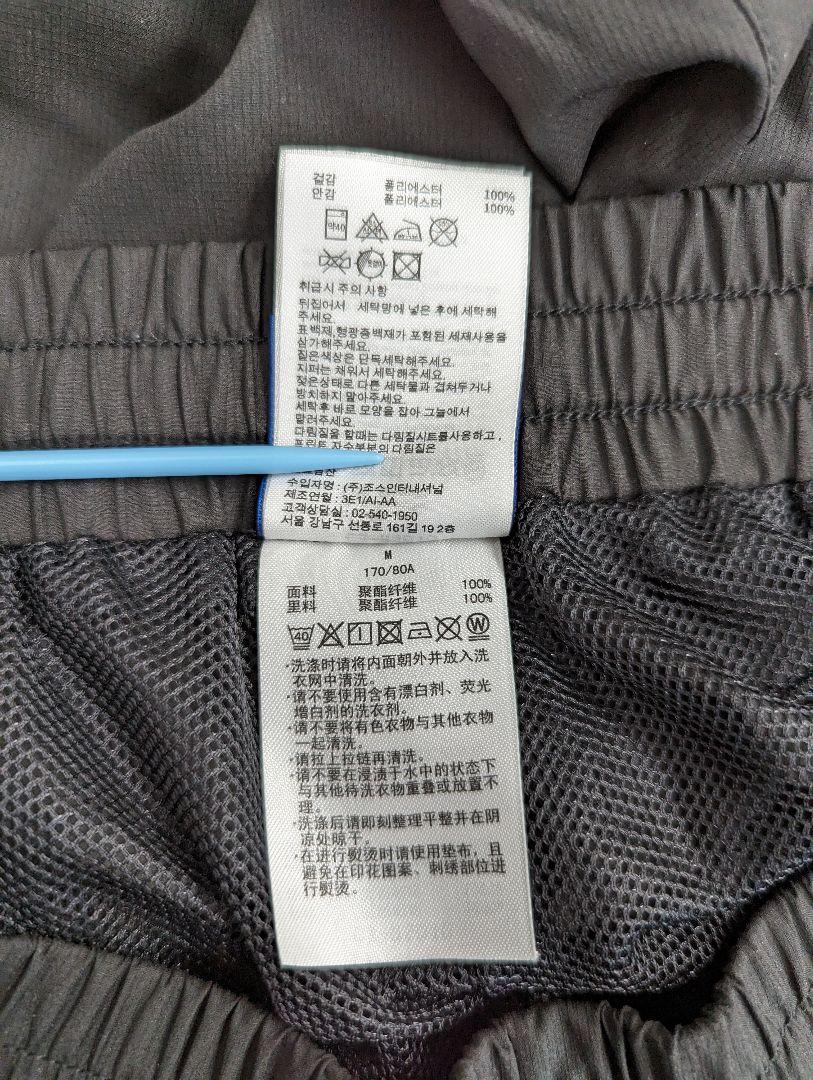 겉감 폴리에스터 100%
안감 폴리에스터 100%
약40
취급시 주의 사항
뒤집어서 세탁망에 넣은 후에 세탁해
주세요.
표백제,형광증백제가 포함된 세재사용을
삼가해주세요.
짙은색상은 단독세탁해주세요.
지퍼는 채워서 세탁해주세요.
젖은상태로 다른 세탁물과 겹쳐두거나
방치하지 말아주세요.
세탁후 바로 모양을 잡아 그늘에서
말려주세요.
다림질을 할때는 다림질시트를사용하고,
프린트 자수부분의 다림질은
수입자명 : (주)조스인터내셔널
제조연월 : 3E1/AI-AA
고객상담실 : 02-540-1950
서울 강남구 선릉로 161길 19 2층
M
170/80A
面料 聚酯纤维 100%
里料 聚酯纤维 100%
40 W
·洗涤时请将内面朝外并放入洗
衣网中清洗。
·请不要使用含有漂白剂、荧光
增白剂的洗衣剂。
·请不要将有色衣物与其他衣物
一起清洗。
·请拉上拉链再清洗。
·请不要在浸渍于水中的状态下
与其他待洗衣物重叠或放置不
理。
·洗涤后请即刻整理平整并在阴
凉处晾干。
·在进行熨烫时请使用垫布，且
避免在印花图案、刺绣部位进
行熨烫。